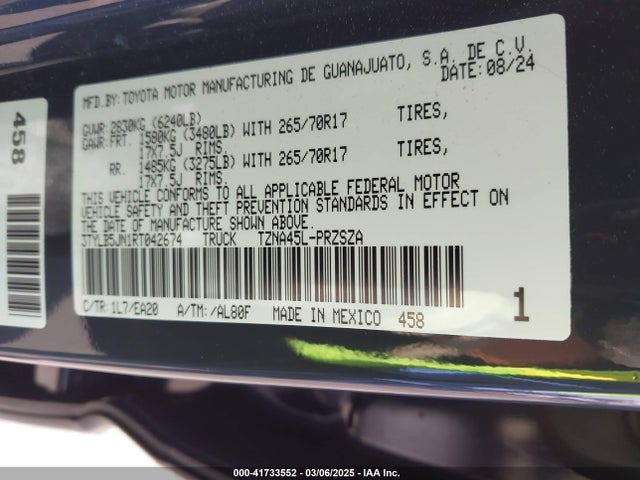 MFD.BY:TOYOTA MOTOR MANUFACTURING DE GUANAJUATO, S.A. DE C.V.
DATE:08/24
GVWR:2830KG (6240LB)
GAWR:FRT. 1580KG (3480LB) WITH 265/70R17 TIRES,
17X7.5J RIMS.
RR. 1485KG (3275LB) WITH 265/70R17 TIRES,
17X7.5J RIMS.
THIS VEHICLE CONFORMS TO ALL APPLICABLE FEDERAL MOTOR
VEHICLE SAFETY AND THEFT PREVENTION STANDARDS IN EFFECT ON
THE DATE OF MANUFACTURE SHOWN ABOVE.
3TYLB5JN1RT042674 TRUCK TZNA45L-PRZSZA
C/TR:1L7/EA20 A/TM:/AL80F MADE IN MEXICO 458 1
458
000-41733552 - 03/06/2025 - IAA Inc.